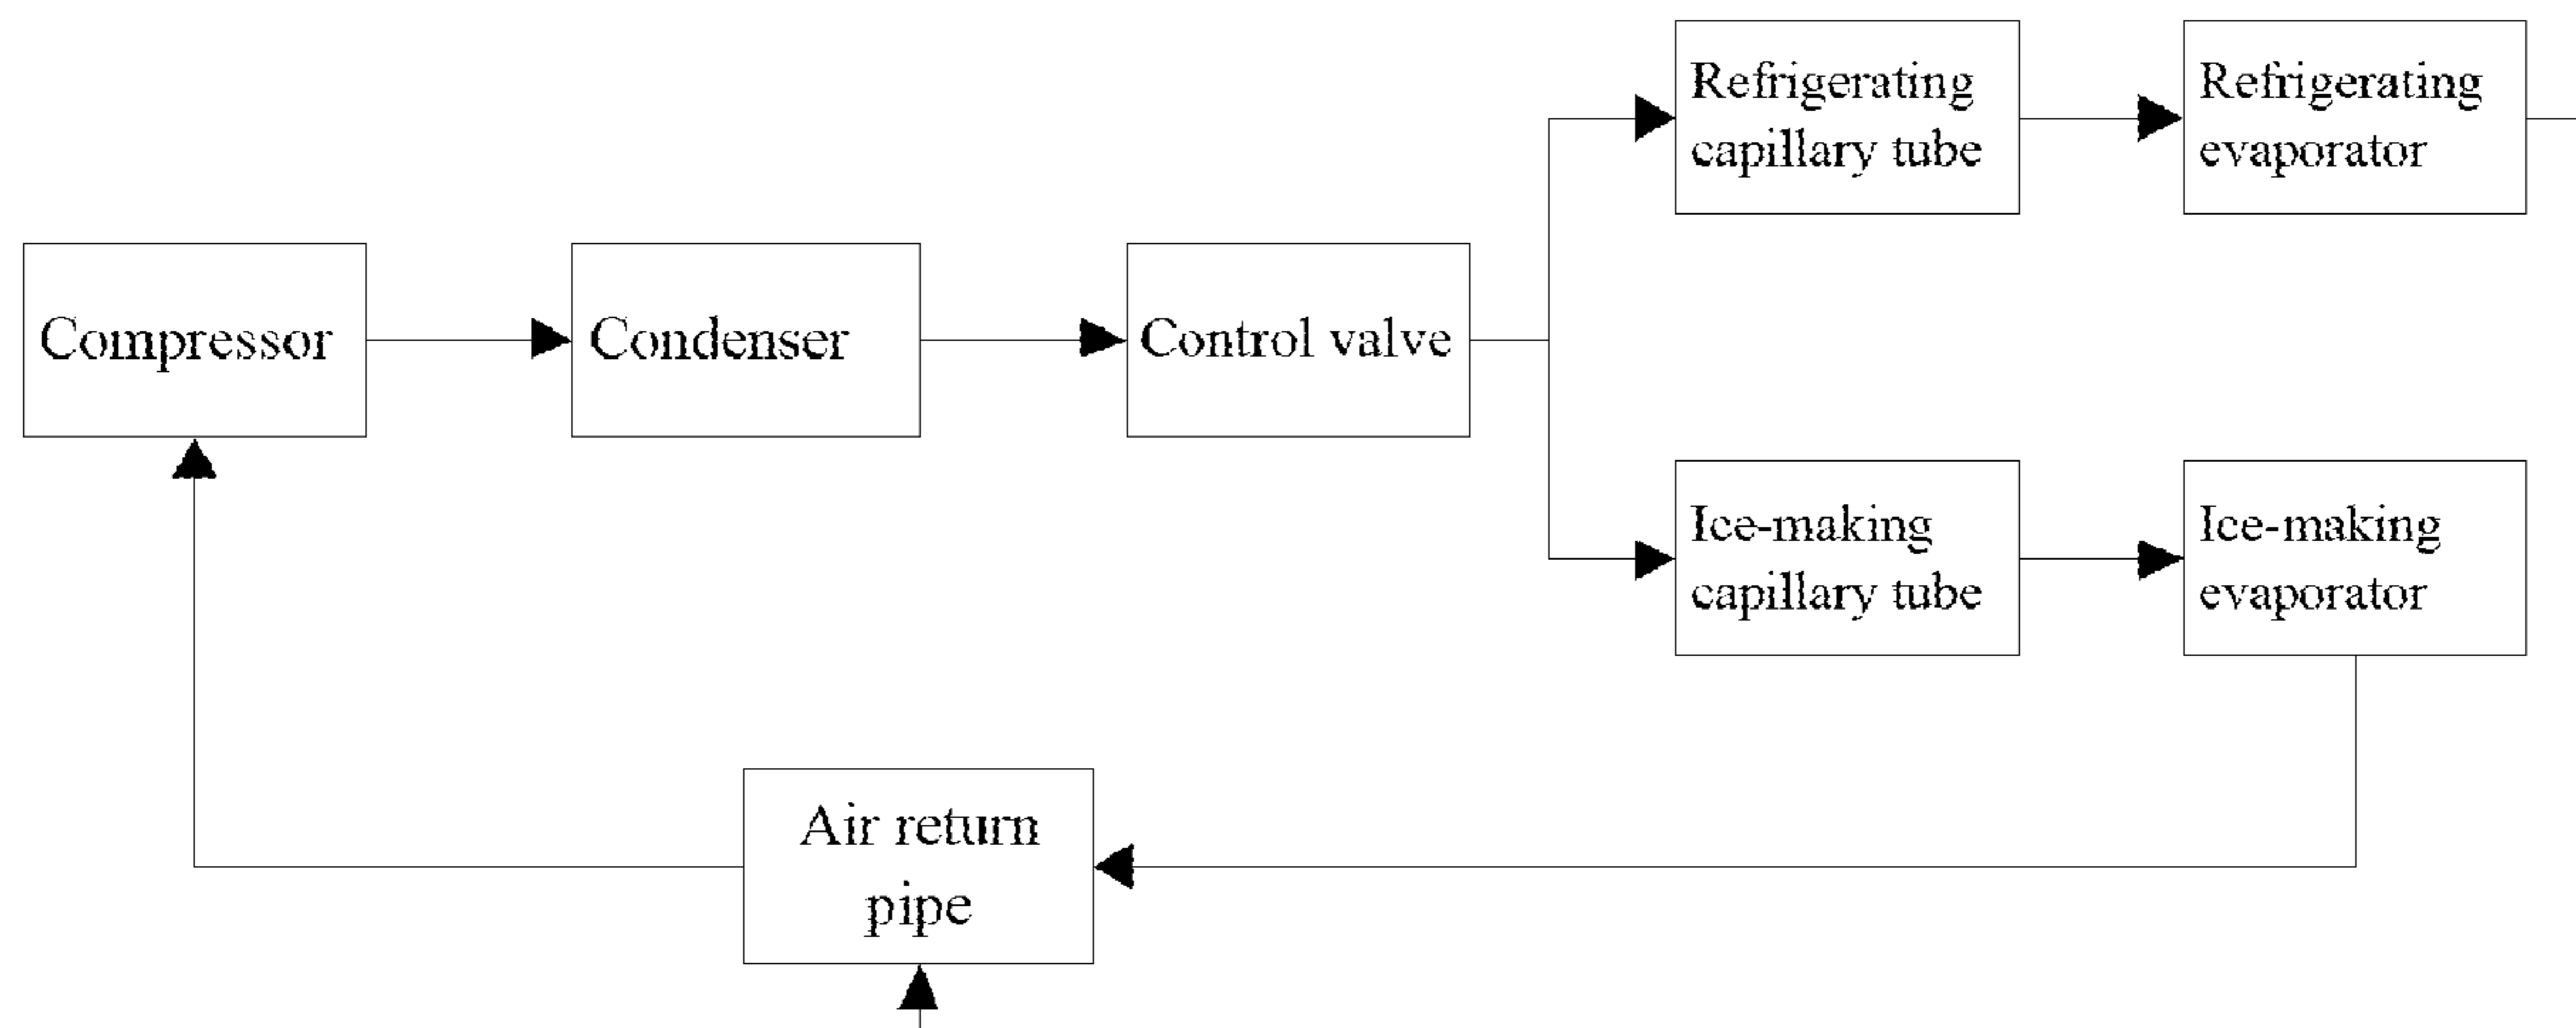 Refrigerating
capillary tube
Refrigerating
evaporator
Compressor
Condenser
Control valve
Ice-making
capillary tube
Ice-making
evaporator
Air return
pipe